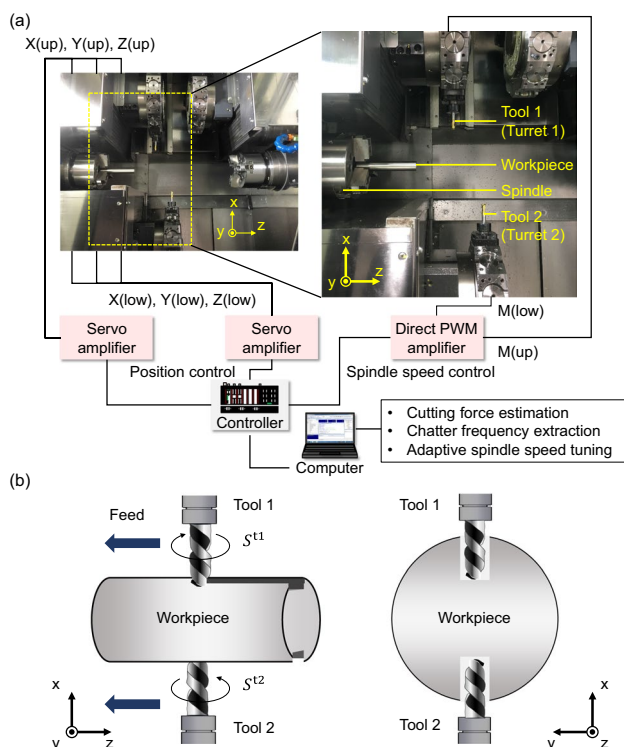 (a)
X(up), Y(up), Z(up)
Tool 1
(Turret 1)
Workpiece
Spindle
Tool 2
(Turret 2)
x
y
z
x
y
z
X(low), Y(low), Z(low)
M(low)
Servo
amplifier
Servo
amplifier
Direct PWM
amplifier
M(up)
Position control
Spindle speed control
Controller
Computer
• Cutting force estimation
• Chatter frequency extraction
• Adaptive spindle speed tuning
(b)
Feed
Tool 1
S^t1
Workpiece
S^t2
Tool 2
x
y
z
Tool 1
Workpiece
Tool 2
x
z
y